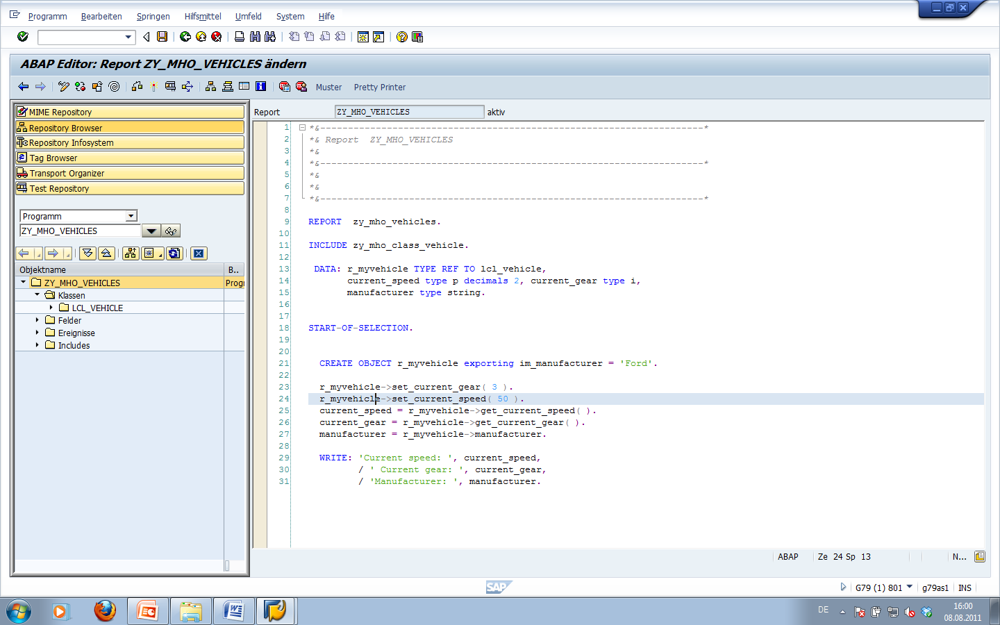 Programm Bearbeiten Springen Hilfsmittel Umfeld System Hilfe
ABAP Editor: Report ZY_MHO_VEHICLES ändern
Muster Pretty Printer
MIME Repository
Repository Browser
Repository Infosystem
Tag Browser
Transport Organizer
Test Repository
Programm
ZY_MHO_VEHICLES
Objektname B..
ZY_MHO_VEHICLES Progr
Klassen
LCL_VEHICLE
Felder
Ereignisse
Includes
Report ZY_MHO_VEHICLES aktiv
1 *&---------------------------------------------------------------------*
2 *& Report  ZY_MHO_VEHICLES
3 *&
4 *&---------------------------------------------------------------------*
5 *&
6 *&
7 *&---------------------------------------------------------------------*
8
9 REPORT  zy_mho_vehicles.
10
11 INCLUDE zy_mho_class_vehicle.
12
13 DATA: r_myvehicle TYPE REF TO lcl_vehicle,
14 current_speed type p decimals 2, current_gear type i,
15 manufacturer type string.
16
17
18 START-OF-SELECTION.
19
20
21 CREATE OBJECT r_myvehicle exporting im_manufacturer = 'Ford'.
22
23 r_myvehicle->set_current_gear( 3 ).
24 r_myvehicle->set_current_speed( 50 ).
25 current_speed = r_myvehicle->get_current_speed( ).
26 current_gear = r_myvehicle->get_current_gear( ).
27 manufacturer = r_myvehicle->manufacturer.
28
29 WRITE: 'Current speed: ', current_speed,
30 / ' Current gear: ', current_gear,
31 / 'Manufacturer: ', manufacturer.
ABAP Ze 24 Sp 13 N...
SAP G79 (1) 801 g79as1 INS
DE 16:00
08.08.2011